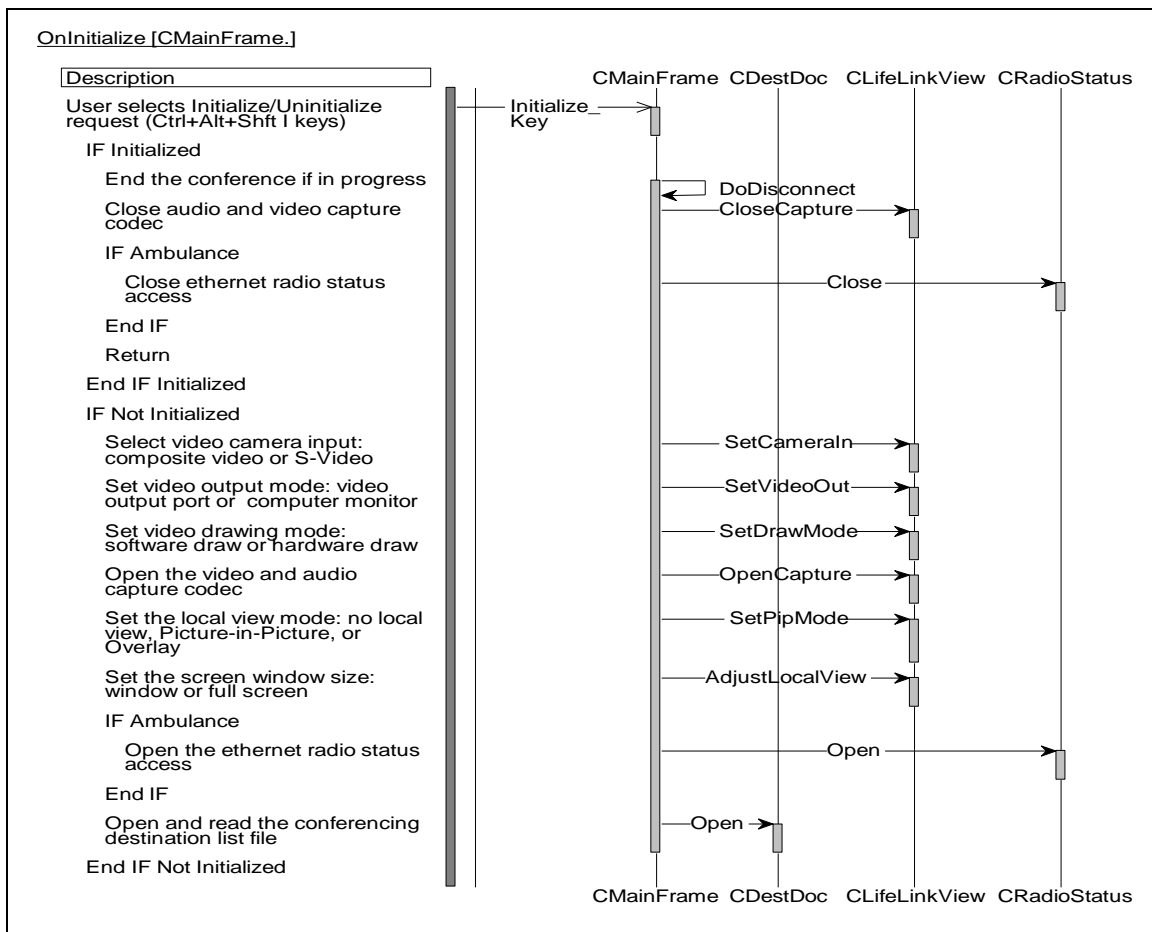 OnInitialize [CMainFrame.]
Description
CMainFrame CDestDoc CLifeLinkView CRadioStatus
User selects Initialize/Uninitialize
request (Ctrl+Alt+Shft I keys)
Initialize_
Key
IF Initialized
End the conference if in progress
DoDisconnect
Close audio and video capture
codec
CloseCapture
IF Ambulance
Close ethernet radio status
access
Close
End IF
Return
End IF Initialized
IF Not Initialized
Select video camera input:
composite video or S-Video
SetCameraIn
Set video output mode: video
output port or computer monitor
SetVideoOut
Set video drawing mode:
software draw or hardware draw
SetDrawMode
Open the video and audio
capture codec
OpenCapture
Set the local view mode: no local
view, Picture-in-Picture, or
Overlay
SetPipMode
Set the screen window size:
window or full screen
AdjustLocalView
IF Ambulance
Open the ethernet radio status
access
Open
End IF
Open and read the conferencing
destination list file
Open
End IF Not Initialized
CMainFrame CDestDoc CLifeLinkView CRadioStatus